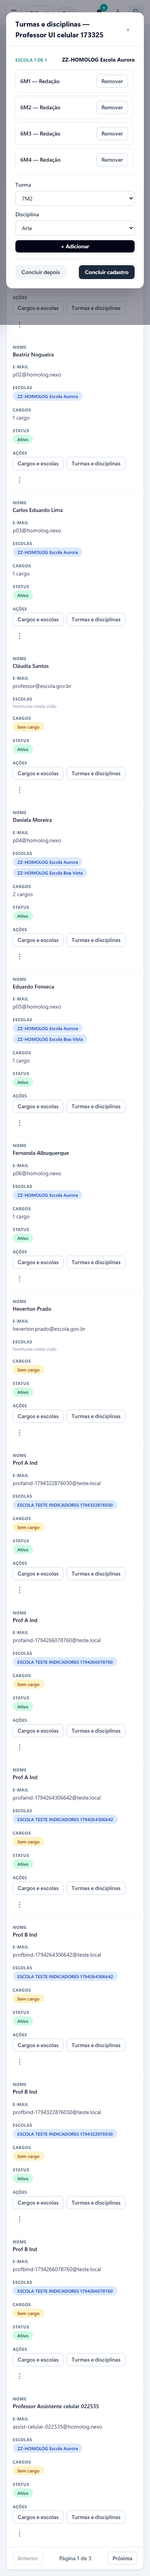 Turmas e disciplinas —
Professor UI celular 173325
×
ESCOLA 1 DE 1
ZZ-HOMOLOG Escola Aurora
6M1 — Redação
Remover
6M2 — Redação
Remover
6M3 — Redação
Remover
6M4 — Redação
Remover
Turma
7M2
Disciplina
Arte
+ Adicionar
Concluir depois
Concluir cadastro
AÇÕES
Cargos e escolas
Turmas e disciplinas
NOME
Beatriz Nogueira
E-MAIL
p02@homolog.nexo
ESCOLAS
ZZ-HOMOLOG Escola Aurora
CARGOS
1 cargo
STATUS
Ativo
AÇÕES
Cargos e escolas
Turmas e disciplinas
NOME
Carlos Eduardo Lima
E-MAIL
p03@homolog.nexo
ESCOLAS
ZZ-HOMOLOG Escola Aurora
CARGOS
1 cargo
STATUS
Ativo
AÇÕES
Cargos e escolas
Turmas e disciplinas
NOME
Cláudia Santos
E-MAIL
professor@escola.gov.br
ESCOLAS
Nenhuma nesta visão
CARGOS
Sem cargo
STATUS
Ativo
AÇÕES
Cargos e escolas
Turmas e disciplinas
NOME
Daniela Moreira
E-MAIL
p04@homolog.nexo
ESCOLAS
ZZ-HOMOLOG Escola Aurora
ZZ-HOMOLOG Escola Boa Vista
CARGOS
2 cargos
STATUS
Ativo
AÇÕES
Cargos e escolas
Turmas e disciplinas
NOME
Eduardo Fonseca
E-MAIL
p05@homolog.nexo
ESCOLAS
ZZ-HOMOLOG Escola Aurora
ZZ-HOMOLOG Escola Boa Vista
CARGOS
1 cargo
STATUS
Ativo
AÇÕES
Cargos e escolas
Turmas e disciplinas
NOME
Fernanda Albuquerque
E-MAIL
p06@homolog.nexo
ESCOLAS
ZZ-HOMOLOG Escola Aurora
CARGOS
1 cargo
STATUS
Ativo
AÇÕES
Cargos e escolas
Turmas e disciplinas
NOME
Heverton Prado
E-MAIL
heverton.prado@escola.gov.br
ESCOLAS
Nenhuma nesta visão
CARGOS
Sem cargo
STATUS
Ativo
AÇÕES
Cargos e escolas
Turmas e disciplinas
NOME
Prof A Ind
E-MAIL
profaind-1794322876030@teste.local
ESCOLAS
ESCOLA TESTE INDICADORES 1794322876030
CARGOS
Sem cargo
STATUS
Ativo
AÇÕES
Cargos e escolas
Turmas e disciplinas
NOME
Prof A Ind
E-MAIL
profaind-1794266078760@teste.local
ESCOLAS
ESCOLA TESTE INDICADORES 1794266078760
CARGOS
Sem cargo
STATUS
Ativo
AÇÕES
Cargos e escolas
Turmas e disciplinas
NOME
Prof A Ind
E-MAIL
profaind-1794264306642@teste.local
ESCOLAS
ESCOLA TESTE INDICADORES 1794264306642
CARGOS
Sem cargo
STATUS
Ativo
AÇÕES
Cargos e escolas
Turmas e disciplinas
NOME
Prof B Ind
E-MAIL
profbind-1794264306642@teste.local
ESCOLAS
ESCOLA TESTE INDICADORES 1794264306642
CARGOS
Sem cargo
STATUS
Ativo
AÇÕES
Cargos e escolas
Turmas e disciplinas
NOME
Prof B Ind
E-MAIL
profbind-1794322876030@teste.local
ESCOLAS
ESCOLA TESTE INDICADORES 1794322876030
CARGOS
Sem cargo
STATUS
Ativo
AÇÕES
Cargos e escolas
Turmas e disciplinas
NOME
Prof B Ind
E-MAIL
profbind-1794266078760@teste.local
ESCOLAS
ESCOLA TESTE INDICADORES 1794266078760
CARGOS
Sem cargo
STATUS
Ativo
AÇÕES
Cargos e escolas
Turmas e disciplinas
NOME
Professor Assistente celular 022535
E-MAIL
assist-celular-022535@homolog.nexo
ESCOLAS
ZZ-HOMOLOG Escola Aurora
CARGOS
Sem cargo
STATUS
Ativo
AÇÕES
Cargos e escolas
Turmas e disciplinas
Anterior
Página 1 de 3
Próxima